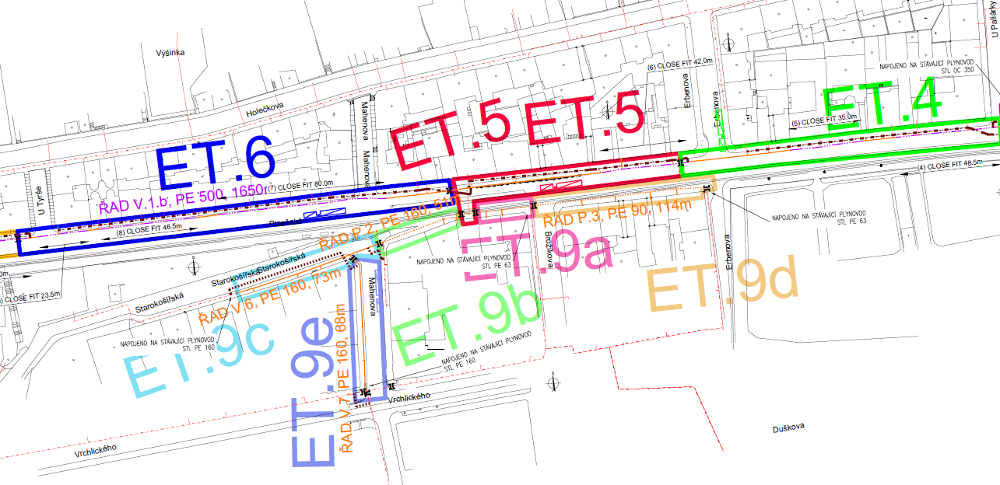 U Paliárky
Výšinka
(6) CLOSE FIT 42.0m
NAPOJENO NA STÁVAJÍCÍ PLYNOVOD
STL OC 350
Holečkova
Mahenova
Erbenova
Erbenova
ET.4
ET.5
ET.5
(5) CLOSE FIT 35.0m
ET.6
Mahenova
(4) CLOSE FIT 48.5m
U Tyrše
ŘAD V.1.b, PE 500, 1650m
(7) CLOSE FIT 80.0m
(8) CLOSE FIT 46.5m
Plzeňská
ŘAD P.2, PE 160, 51m
ŘAD P.3, PE 90, 114m
NAPOJENO NA STÁVAJÍCÍ PLYNOVOD
STL PE 63
Brožíkova
Erbenova
ET.9a
NAPOJENO NA STÁVAJÍCÍ PLYNOVOD
STL PE 63
Starokošířská
Starokošířská
Starokošířská
CLOSE FIT 23.5m
ŘAD V.6, PE 160, 73m
Mahenova
ET.9d
ET.9b
ET.9c
ET.9e
ŘAD V.7, PE 160, 68m
NAPOJENO NA STÁVAJÍCÍ PLYNOVOD
STL PE 160
NAPOJENO NA STÁVAJÍCÍ PLYNOVOD
STL PE 160
Vrchlického
Duškova
Vrchlického